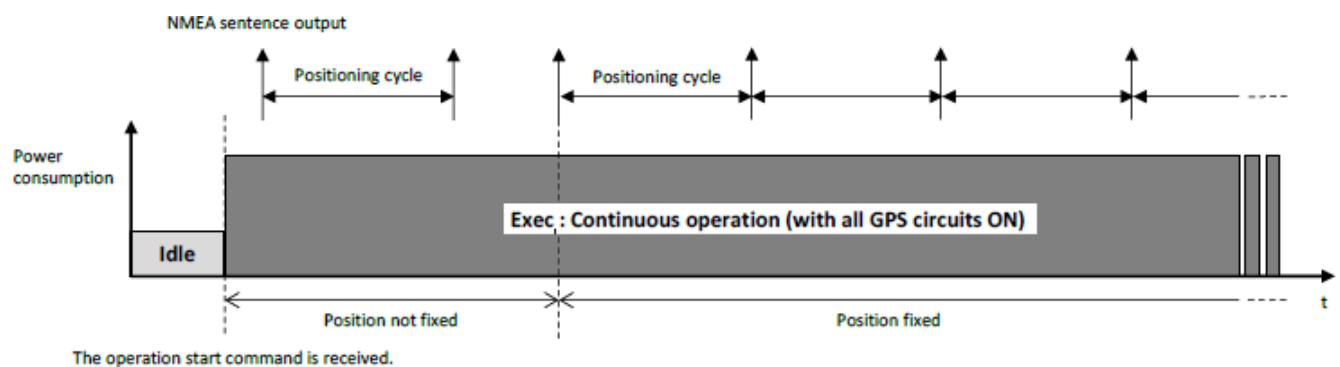 NMEA sentence output
Positioning cycle
Positioning cycle
Power
consumption
Exec : Continuous operation (with all GPS circuits ON)
Idle
t
Position not fixed
Position fixed
The operation start command is received.